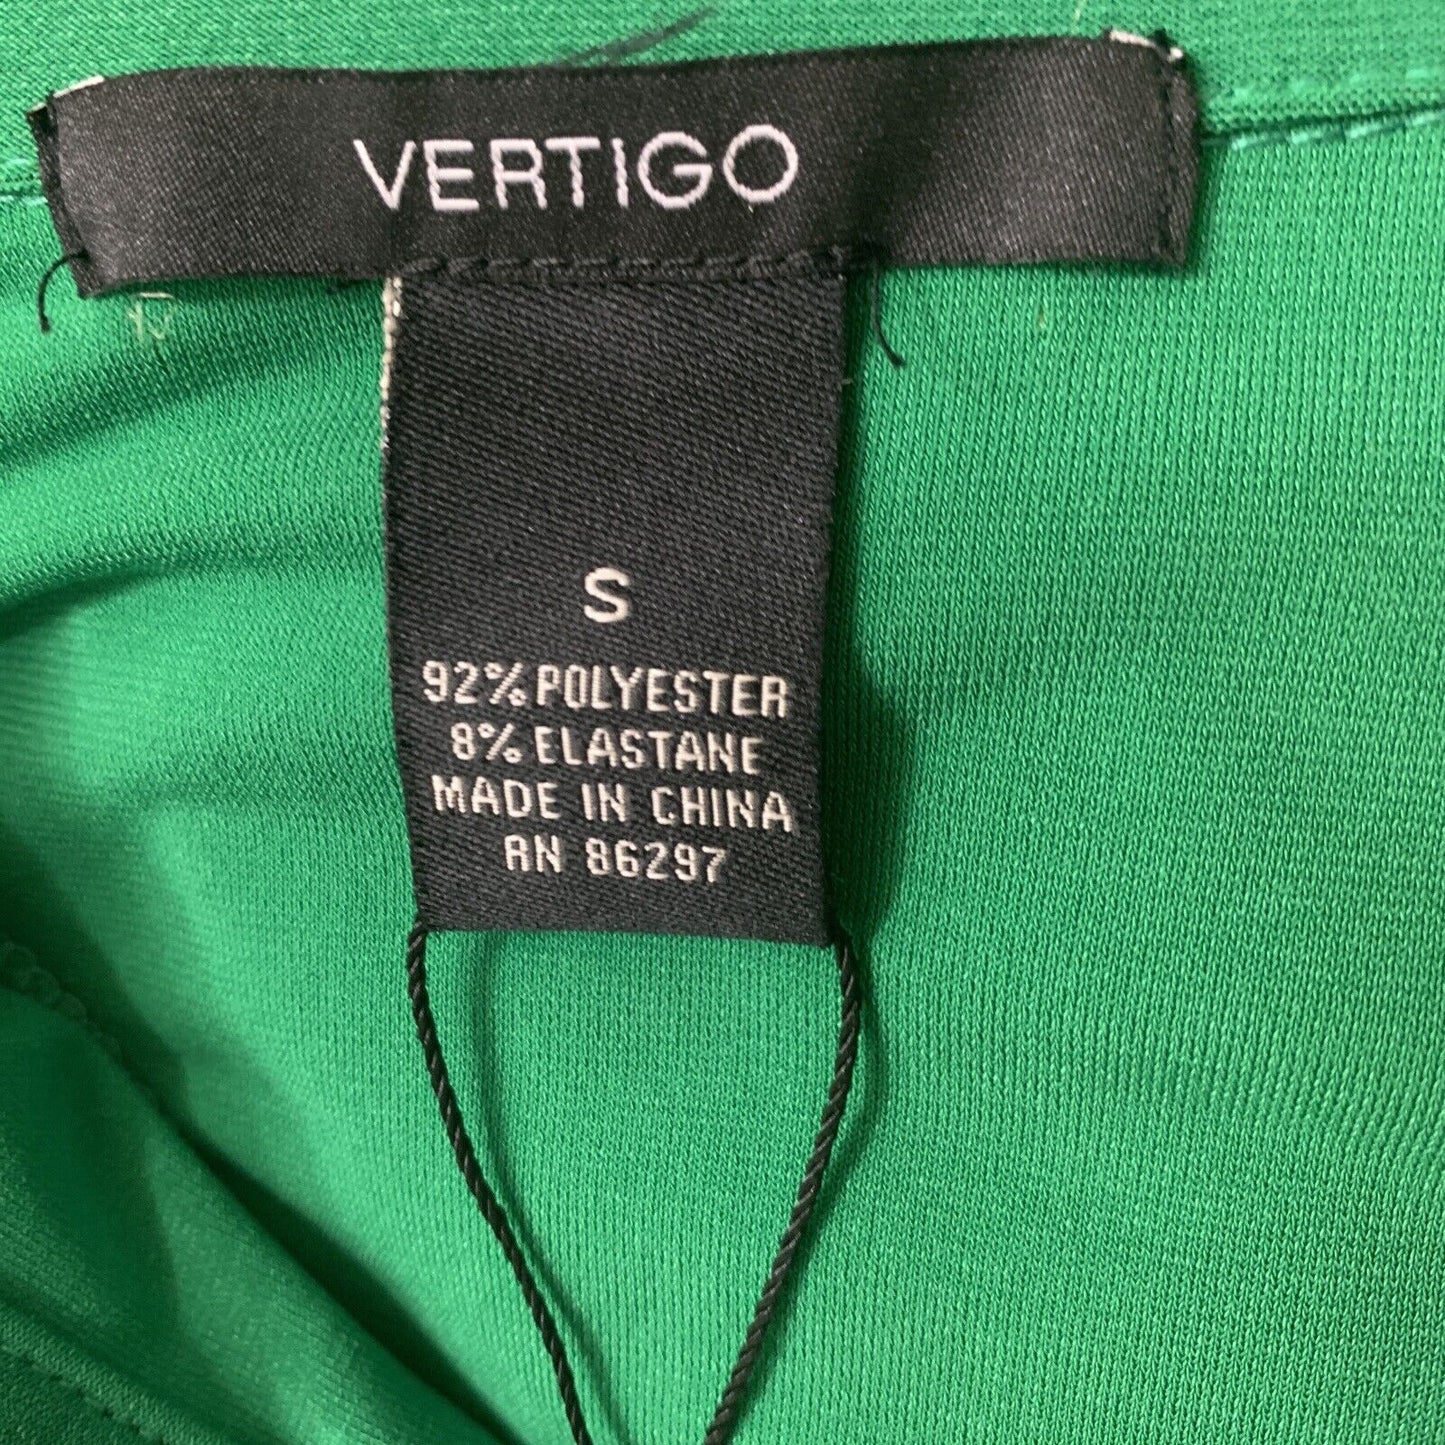 VERTIGO
S
92% POLYESTER
8% ELASTANE
MADE IN CHINA
RN 86297